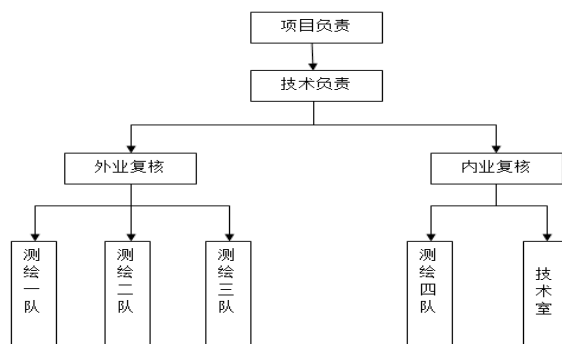 项目负责
技术负责
外业复核
内业复核
测绘一队
测绘二队
测绘三队
测绘四队
技术室